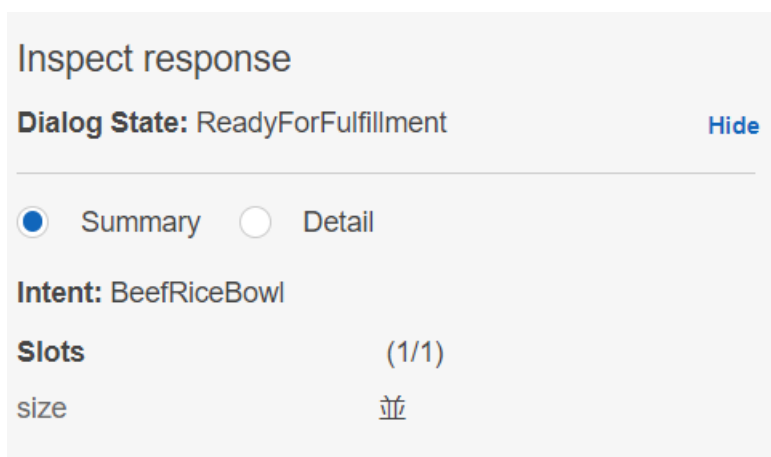 Inspect response
Dialog State: ReadyForFulfillment Hide
Summary Detail
Intent: BeefRiceBowl
Slots (1/1)
size 並